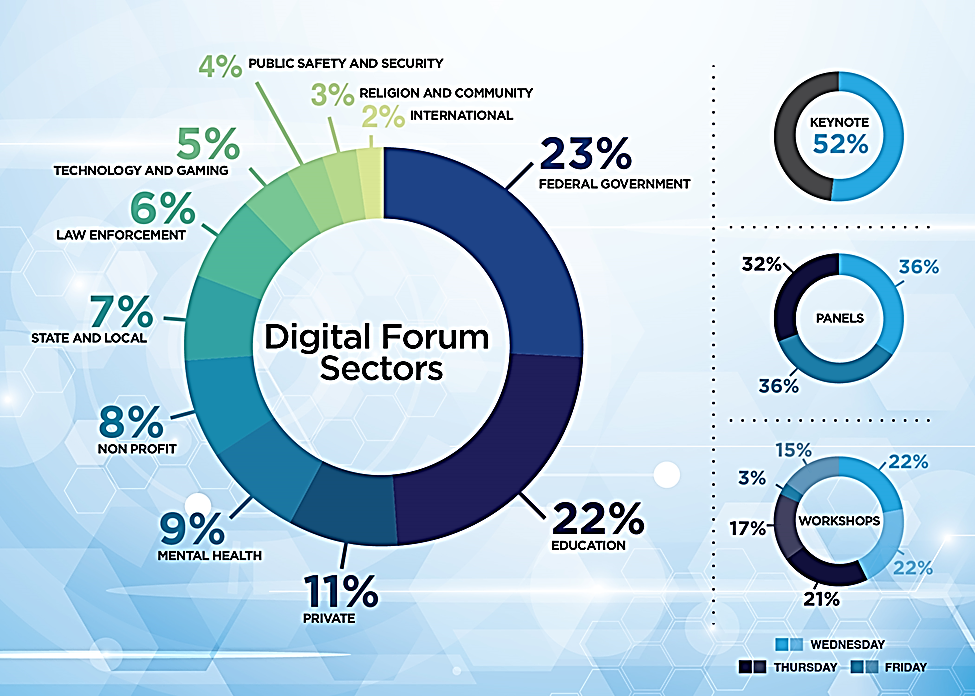 4% PUBLIC SAFETY AND SECURITY
3% RELIGION AND COMMUNITY
2% INTERNATIONAL
5%
TECHNOLOGY AND GAMING
23%
FEDERAL GOVERNMENT
6%
LAW ENFORCEMENT
7%
STATE AND LOCAL
Digital Forum
Sectors
8%
NON PROFIT
9%
MENTAL HEALTH
22%
EDUCATION
11%
PRIVATE
KEYNOTE
52%
32%
36%
PANELS
36%
15%
22%
3%
17%
WORKSHOPS
22%
21%
WEDNESDAY
THURSDAY
FRIDAY